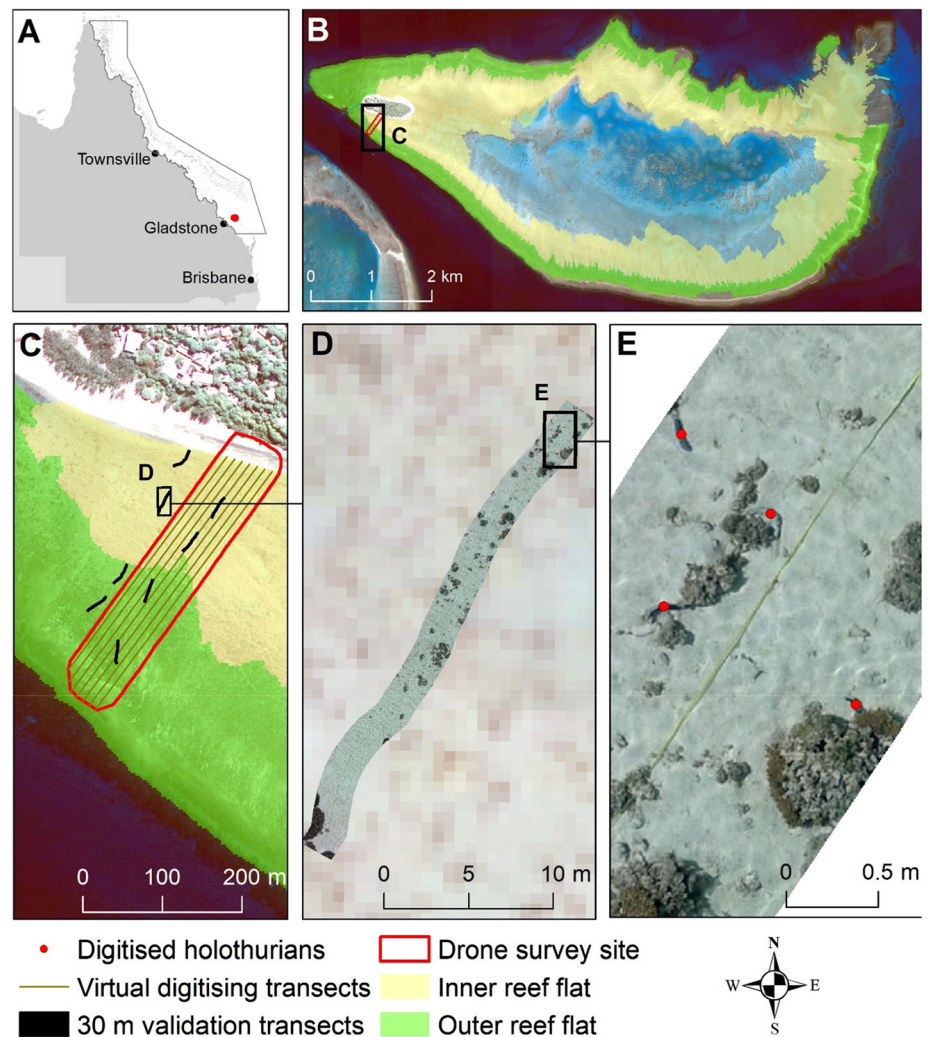 A
Townsville
Gladstone
Brisbane
B
C
0 1 2 km
C
D
0 100 200 m
D
E
0 5 10 m
E
0 0.5 m
Digitised holothurians
Drone survey site
Virtual digitising transects
Inner reef flat
30 m validation transects
Outer reef flat
N
W E
S